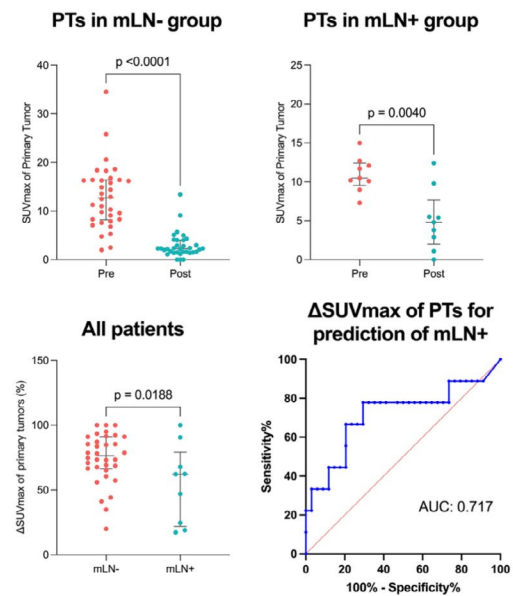 PTs in mLN- group
p <0.0001
SUVmax of Primary Tumor
40
30
20
10
0
Pre
Post
PTs in mLN+ group
p = 0.0040
SUVmax of Primary Tumor
25
20
15
10
5
0
Pre
Post
All patients
p = 0.0188
ΔSUVmax of primary tumors (%)
150
100
50
0
mLN-
mLN+
ΔSUVmax of PTs for
prediction of mLN+
Sensitivity%
100
80
60
40
20
0
AUC: 0.717
0
20
40
60
80
100
100% - Specificity%